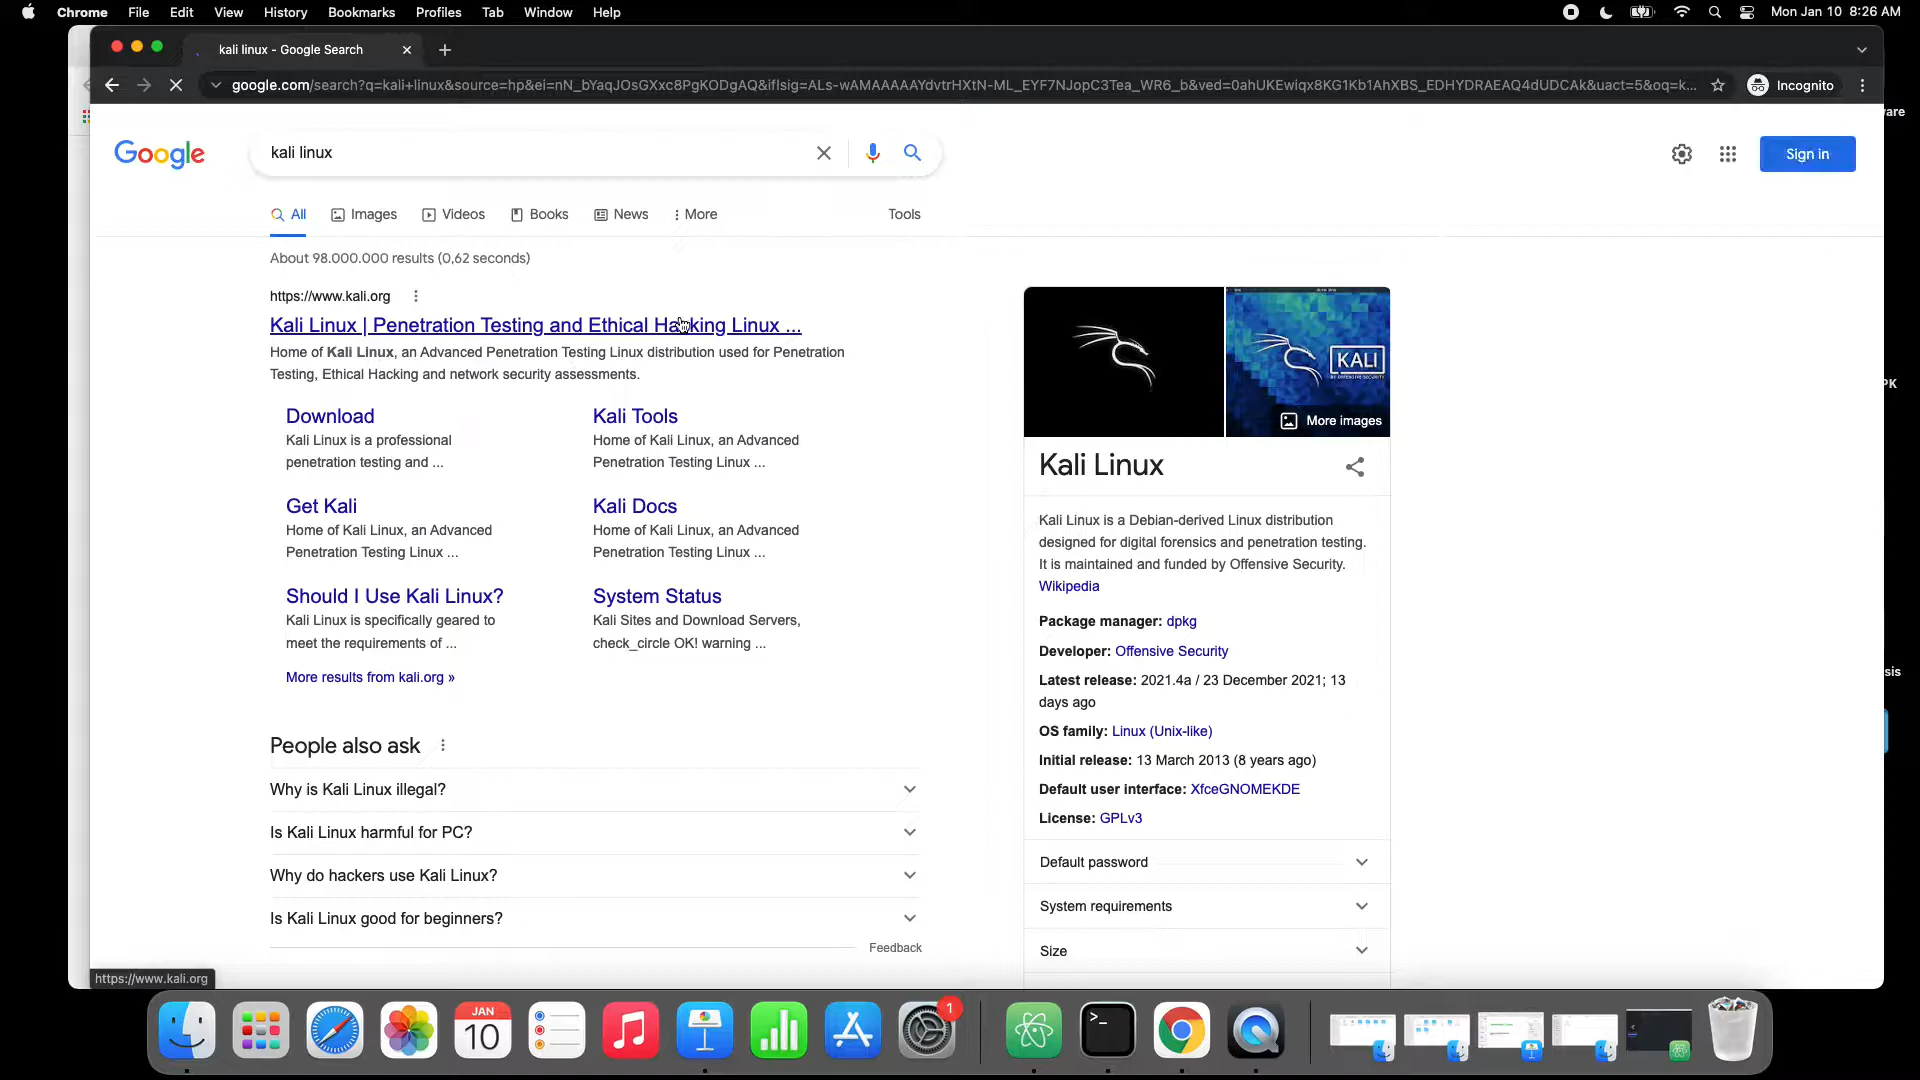 Chrome File Edit View History Bookmarks Profiles Tab Window Help
Mon Jan 10 8:26 AM
kali linux - Google Search
google.com/search?q=kali+linux&source=hp&ei=nN_bYaqJOsGXxc8PgKODgAQ&iflsig=ALs-wAMAAAAAYdvtrHXtN-ML_EYF7NJopC3Tea_WR6_b&ved=0ahUKEwiqx8KG1Kb1AhXBS_EDHYDRAEAQ4dUDCAk&uact=5&oq=k...
Incognito
Google
kali linux
Sign in
All Images Videos Books News More Tools
About 98.000.000 results (0,62 seconds)
https://www.kali.org
Kali Linux | Penetration Testing and Ethical Hacking Linux ...
Home of Kali Linux, an Advanced Penetration Testing Linux distribution used for Penetration
Testing, Ethical Hacking and network security assessments.
Download
Kali Linux is a professional
penetration testing and ...
Kali Tools
Home of Kali Linux, an Advanced
Penetration Testing Linux ...
Get Kali
Home of Kali Linux, an Advanced
Penetration Testing Linux ...
Kali Docs
Home of Kali Linux, an Advanced
Penetration Testing Linux ...
Should I Use Kali Linux?
Kali Linux is specifically geared to
meet the requirements of ...
System Status
Kali Sites and Download Servers,
check_circle OK! warning ...
More results from kali.org »
People also ask
Why is Kali Linux illegal?
Is Kali Linux harmful for PC?
Why do hackers use Kali Linux?
Is Kali Linux good for beginners?
Feedback
KALI
BY OFFENSIVE SECURITY
More images
Kali Linux
Kali Linux is a Debian-derived Linux distribution
designed for digital forensics and penetration testing.
It is maintained and funded by Offensive Security.
Wikipedia
Package manager: dpkg
Developer: Offensive Security
Latest release: 2021.4a / 23 December 2021; 13
days ago
OS family: Linux (Unix-like)
Initial release: 13 March 2013 (8 years ago)
Default user interface: XfceGNOMEKDE
License: GPLv3
Default password
System requirements
Size
are
PK
sis
https://www.kali.org
JAN
10
1